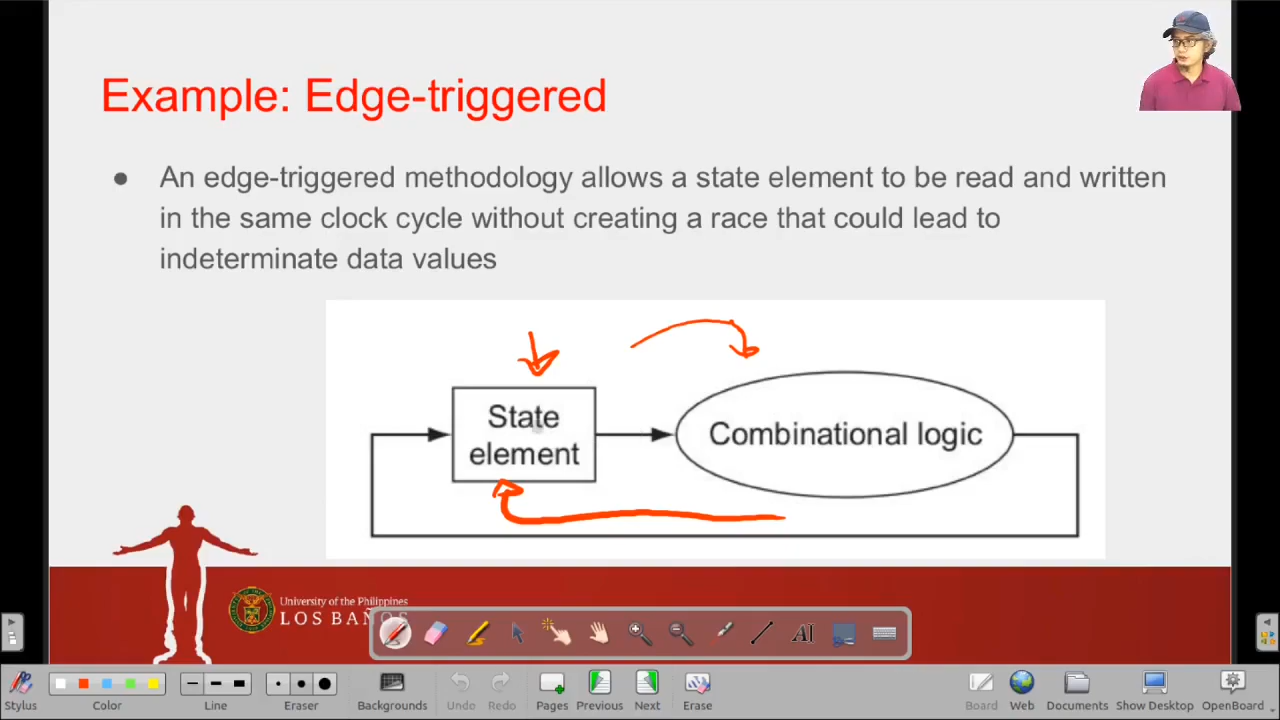 Example: Edge-triggered
● An edge-triggered methodology allows a state element to be read and written
in the same clock cycle without creating a race that could lead to
indeterminate data values
State
element
Combinational logic
University of the Philippines
LOS BAÑOS
Stylus
Color
Line
Eraser
Backgrounds
Undo
Redo
Pages
Previous
Next
Erase
Board
Web
Documents
Show Desktop
OpenBoard